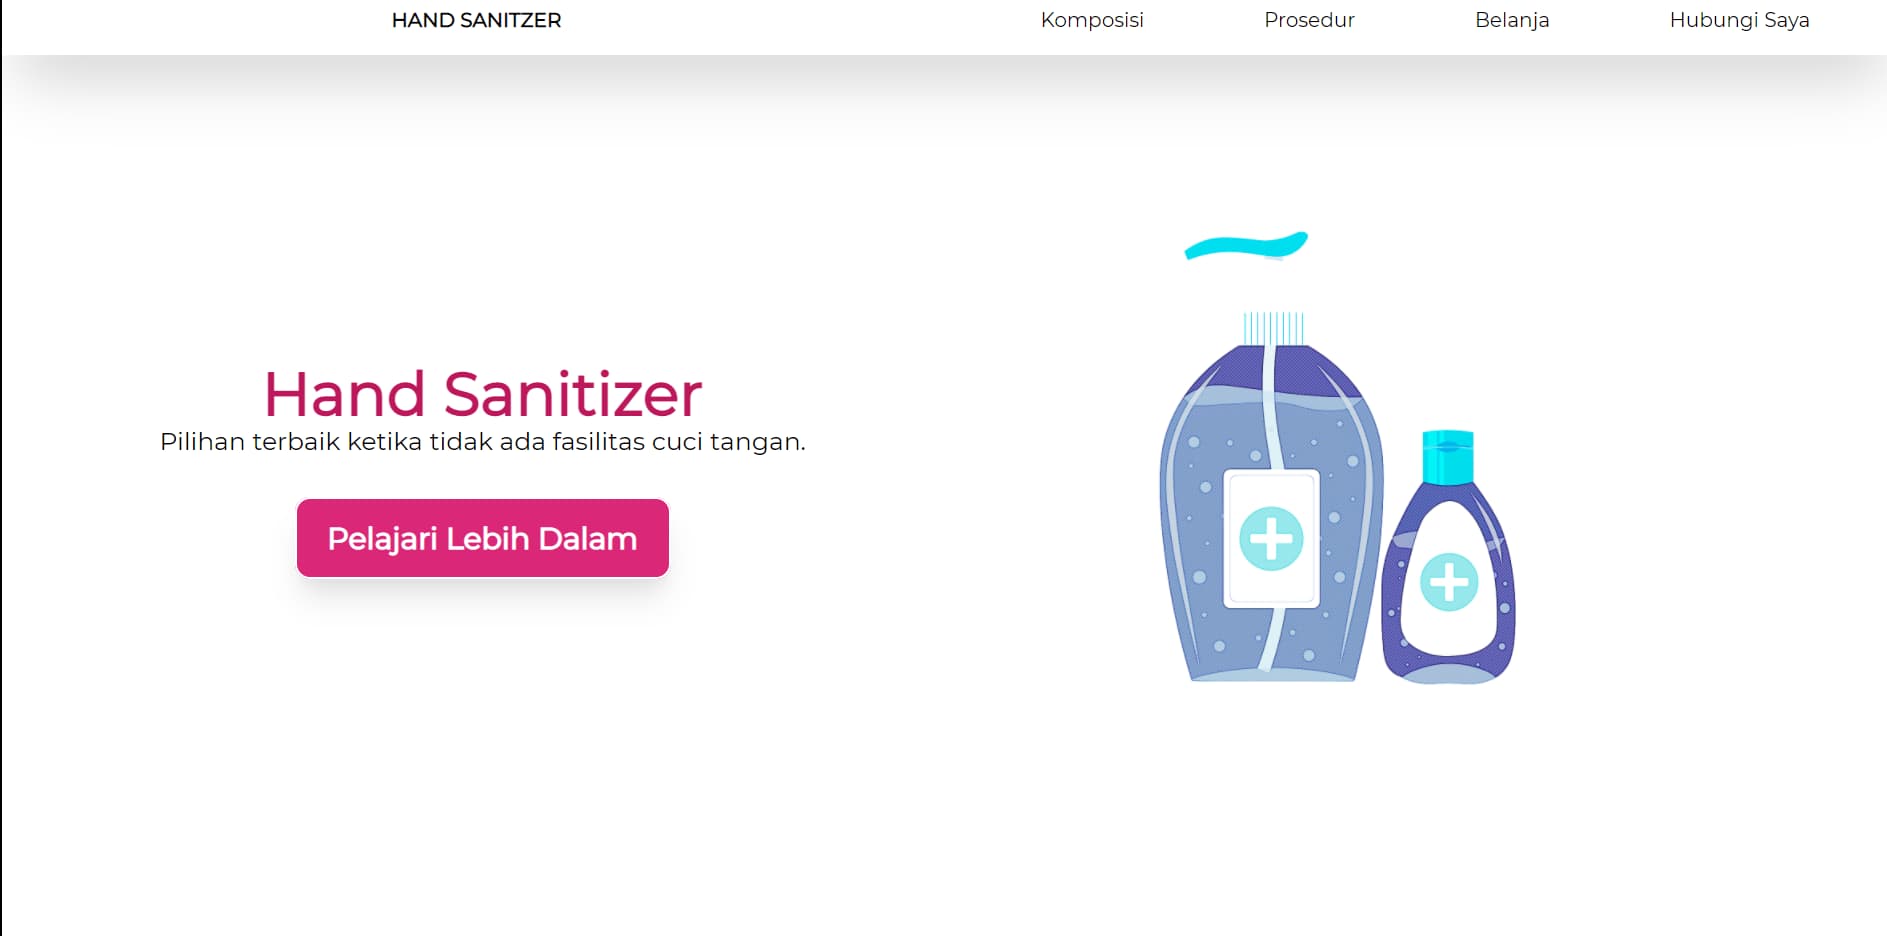 HAND SANITZER
Komposisi
Prosedur
Belanja
Hubungi Saya
Hand Sanitizer
Pilihan terbaik ketika tidak ada fasilitas cuci tangan.
Pelajari Lebih Dalam